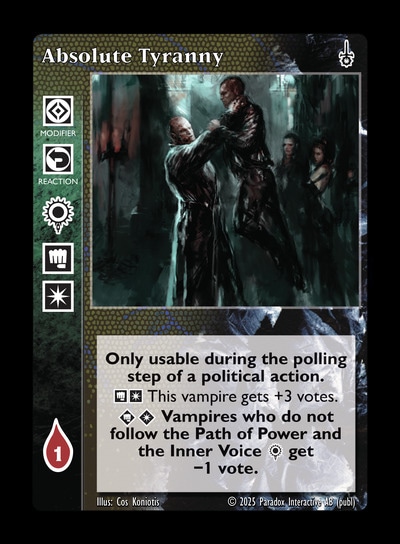 Absolute Tyranny
MODIFIER
REACTION
Only usable during the polling
step of a political action.
This vampire gets +3 votes.
Vampires who do not
follow the Path of Power and
the Inner Voice get
−1 vote.
1
Illus: Cos Koniotis © 2025 Paradox Interactive AB (publ)